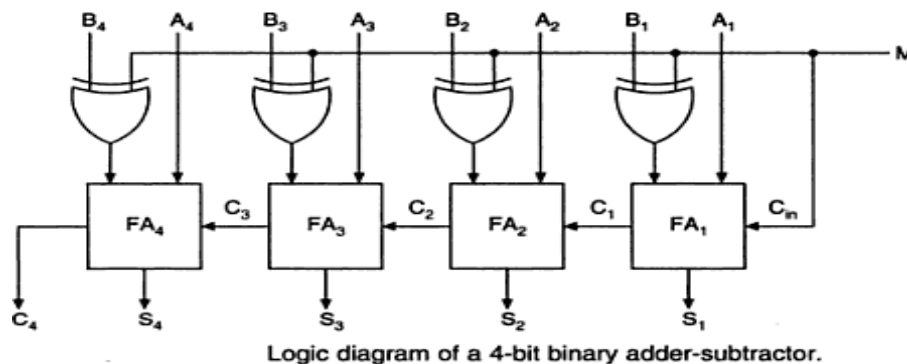 B₄ A₄ B₃ A₃ B₂ A₂ B₁ A₁
M
C₃ C₂ C₁ Cᵢₙ
FA₄ FA₃ FA₂ FA₁
C₄ S₄ S₃ S₂ S₁
Logic diagram of a 4-bit binary adder-subtractor.